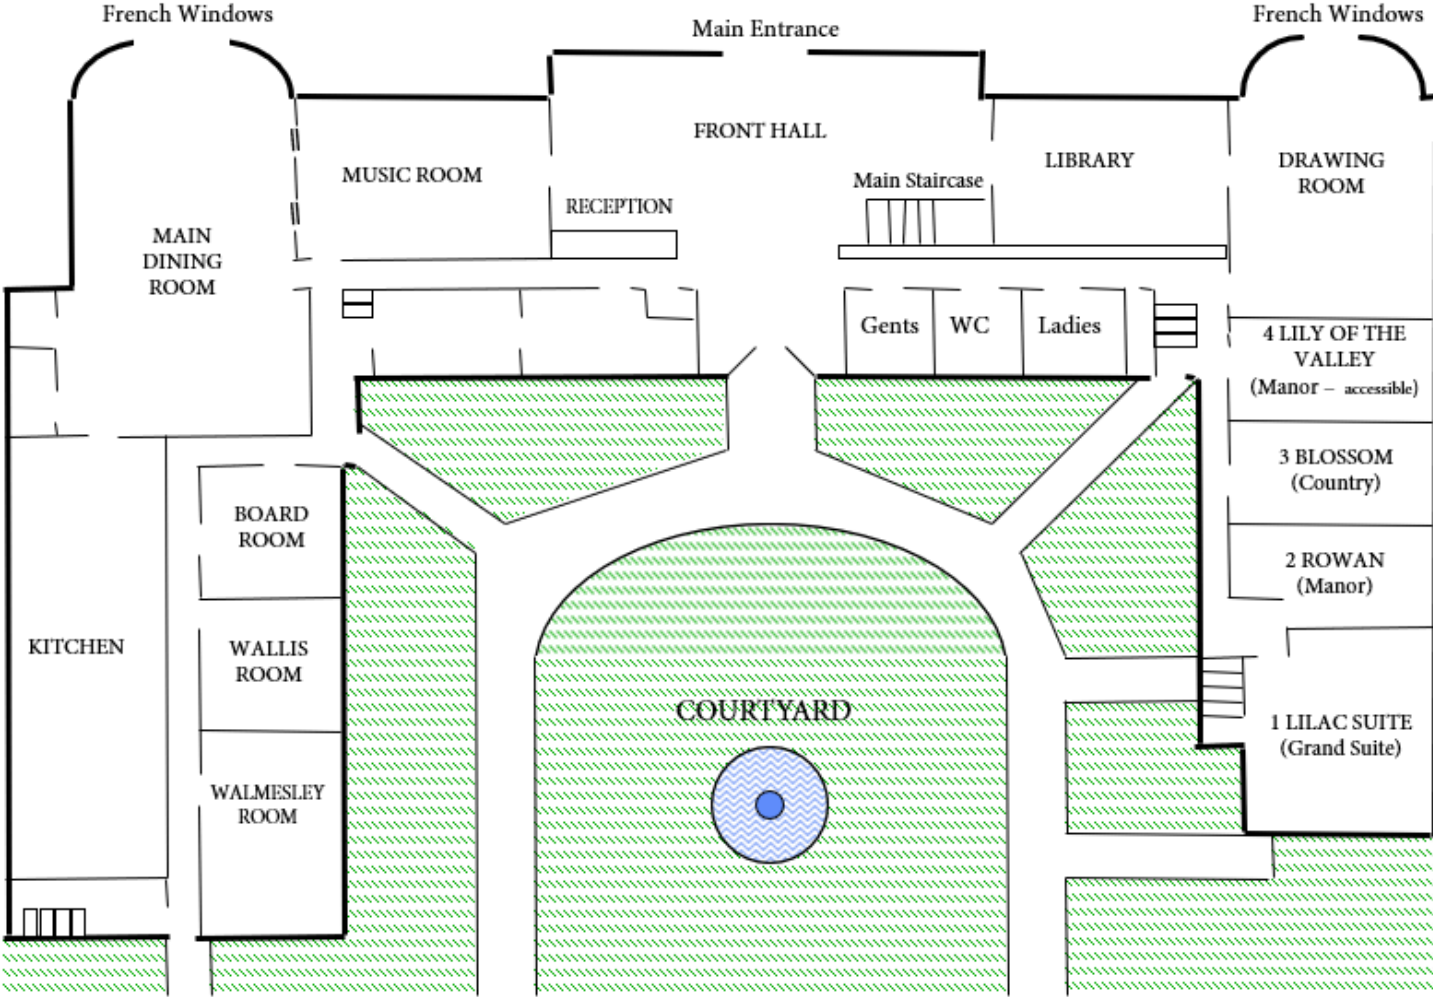 French Windows
Main Entrance
French Windows
FRONT HALL
MUSIC ROOM
RECEPTION
Main Staircase
LIBRARY
DRAWING
ROOM
MAIN
DINING
ROOM
Gents
WC
Ladies
4 LILY OF THE
VALLEY
(Manor – accessible)
3 BLOSSOM
(Country)
BOARD
ROOM
2 ROWAN
(Manor)
KITCHEN
WALLIS
ROOM
COURTYARD
1 LILAC SUITE
(Grand Suite)
WALMESLEY
ROOM